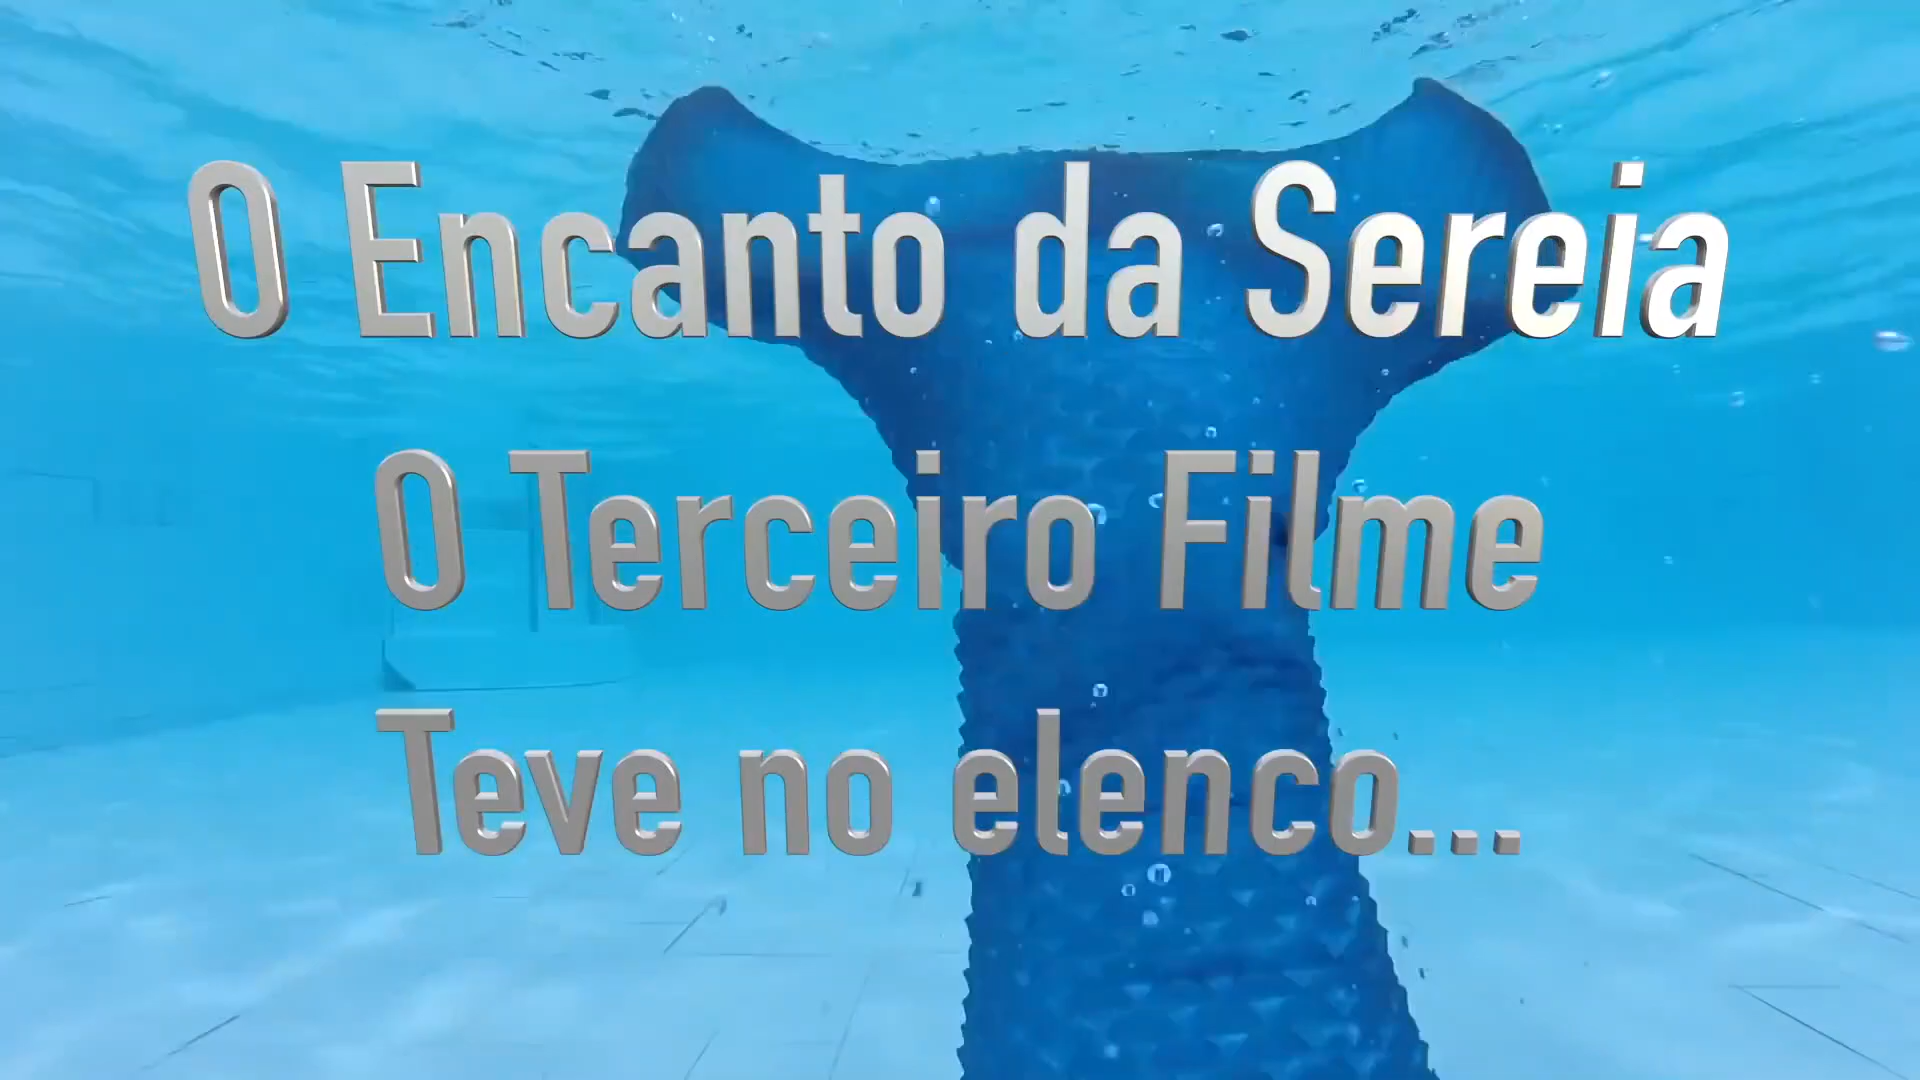 O Encanto da Sereia
O Terceiro Filme
Teve no elenco...